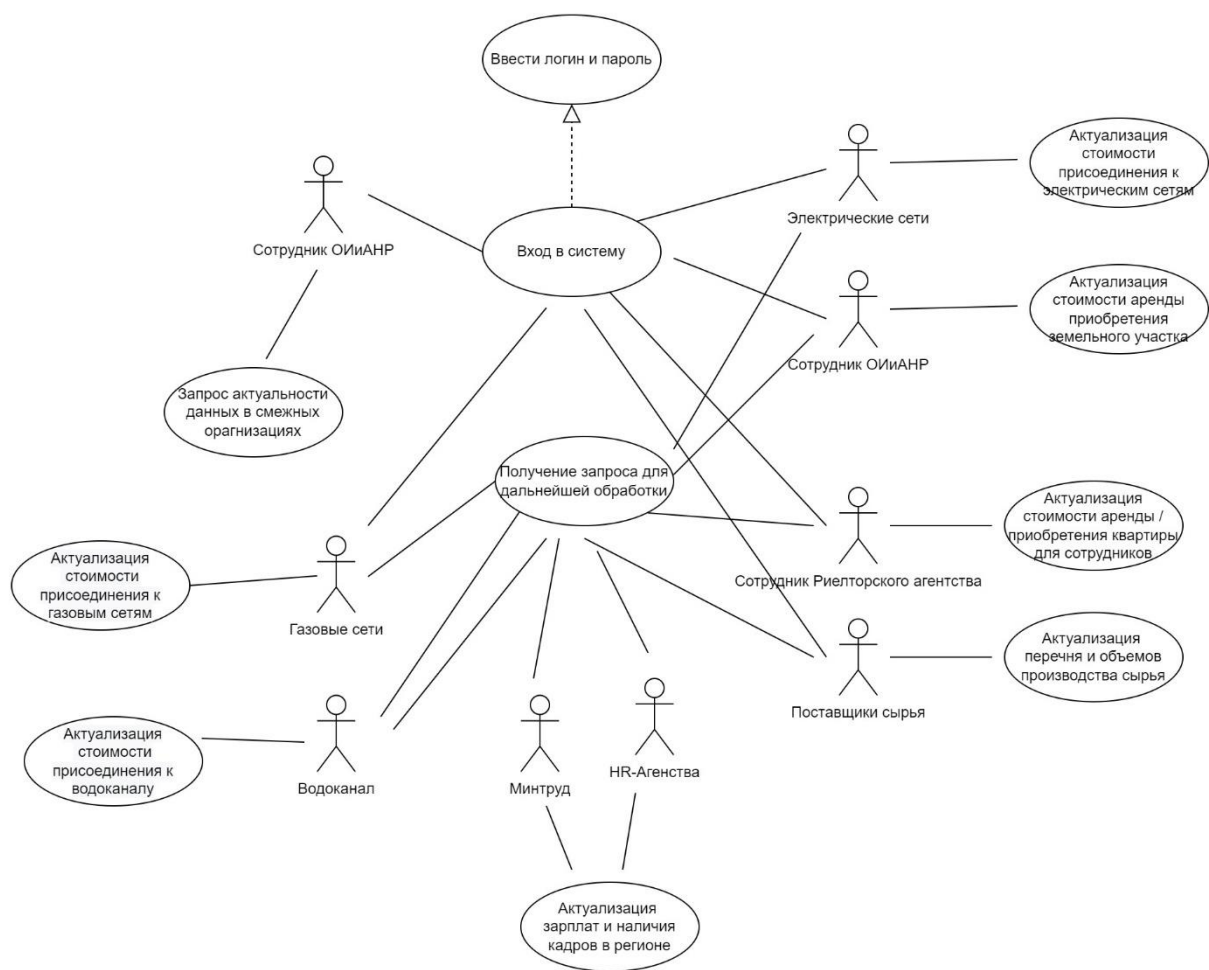 Ввести логин и пароль
Актуализация
стоимости
присоединения к
электрическим сетям
Электрические сети
Сотрудник ОИиАНР
Вход в систему
Актуализация
стоимости аренды
приобретения
земельного участка
Сотрудник ОИиАНР
Запрос актуальности
данных в смежных
орагнизациях
Получение запроса для
дальнейшей обработки
Актуализация
стоимости аренды /
приобретения квартиры
для сотрудников
Сотрудник Риелторского агентства
Актуализация
стоимости
присоединения к
газовым сетям
Газовые сети
Актуализация
перечня и объемов
производства сырья
Поставщики сырья
Актуализация
стоимости
присоединения к
водоканалу
Водоканал
Минтруд
HR-Агенства
Актуализация
зарплат и наличия
кадров в регионе